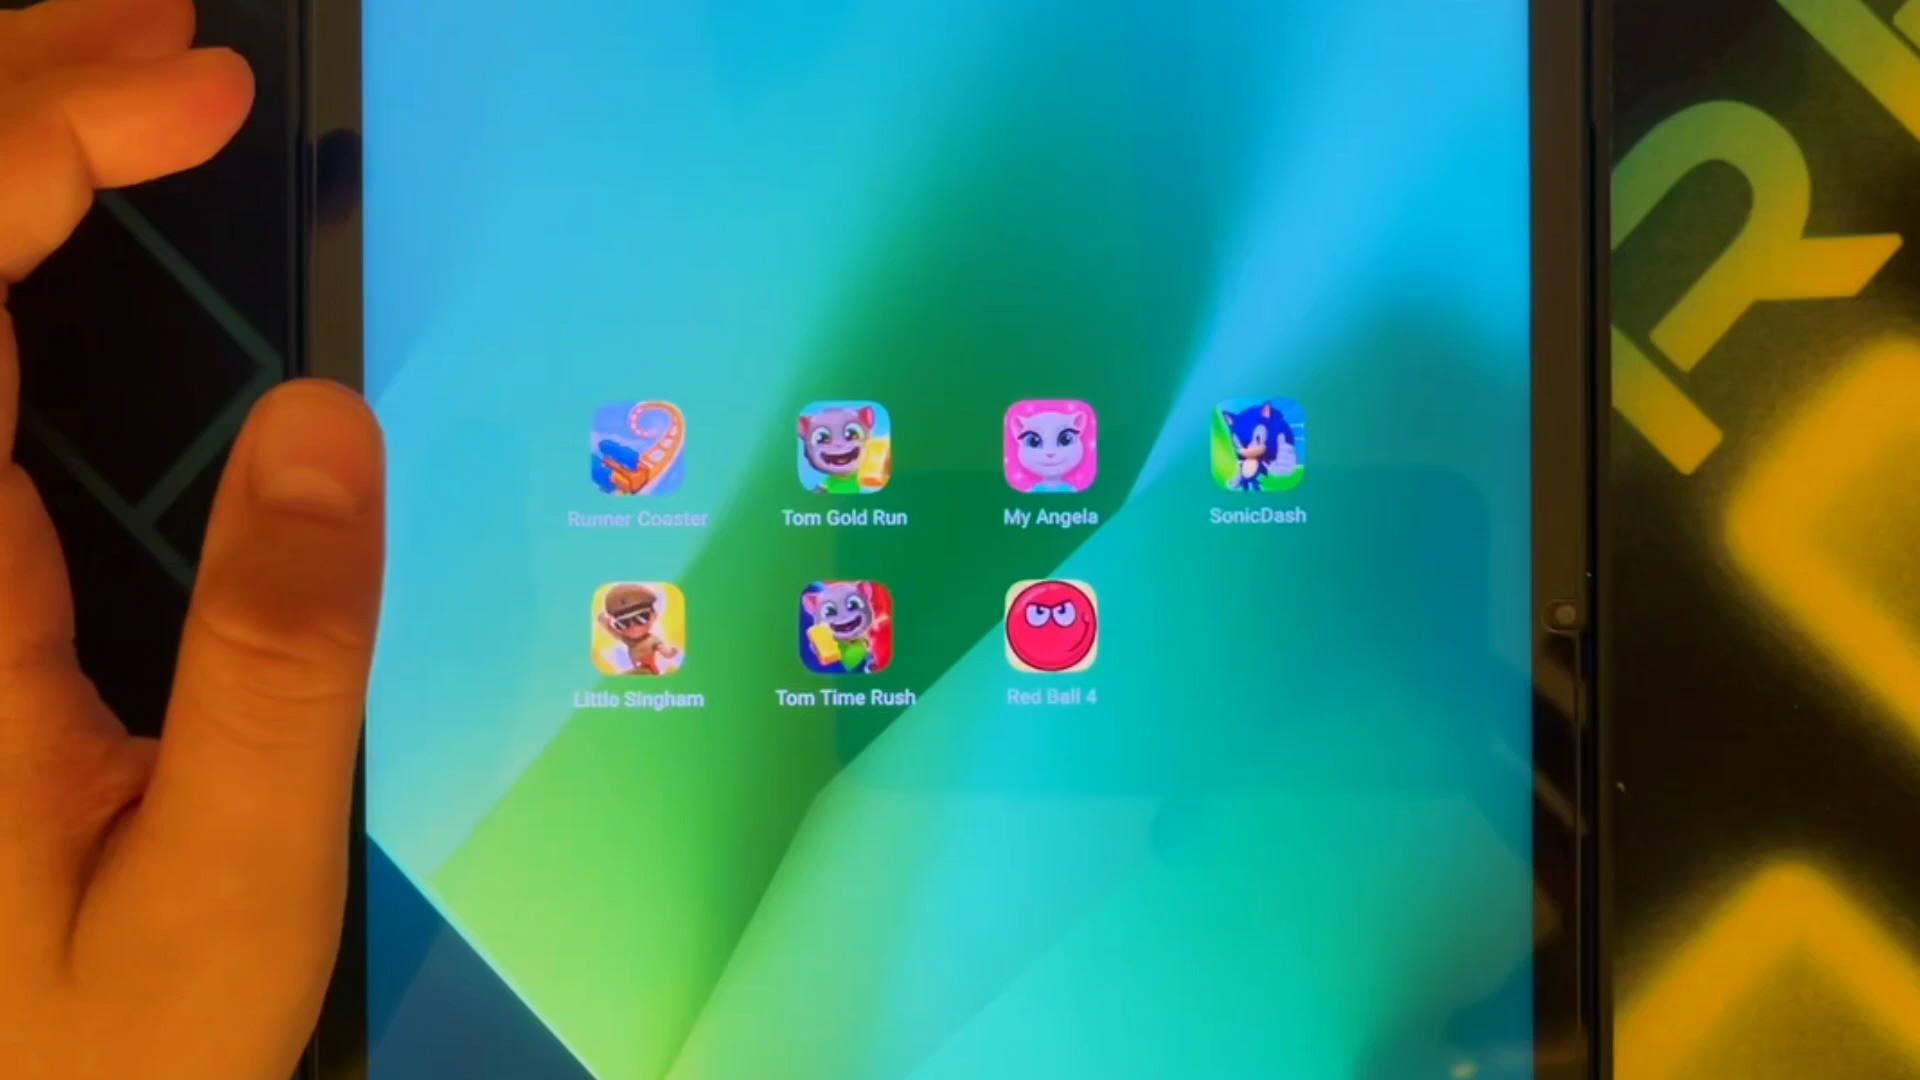 Runner Coaster
Tom Gold Run
My Angela
SonicDash
Little Singham
Tom Time Rush
Red Ball 4